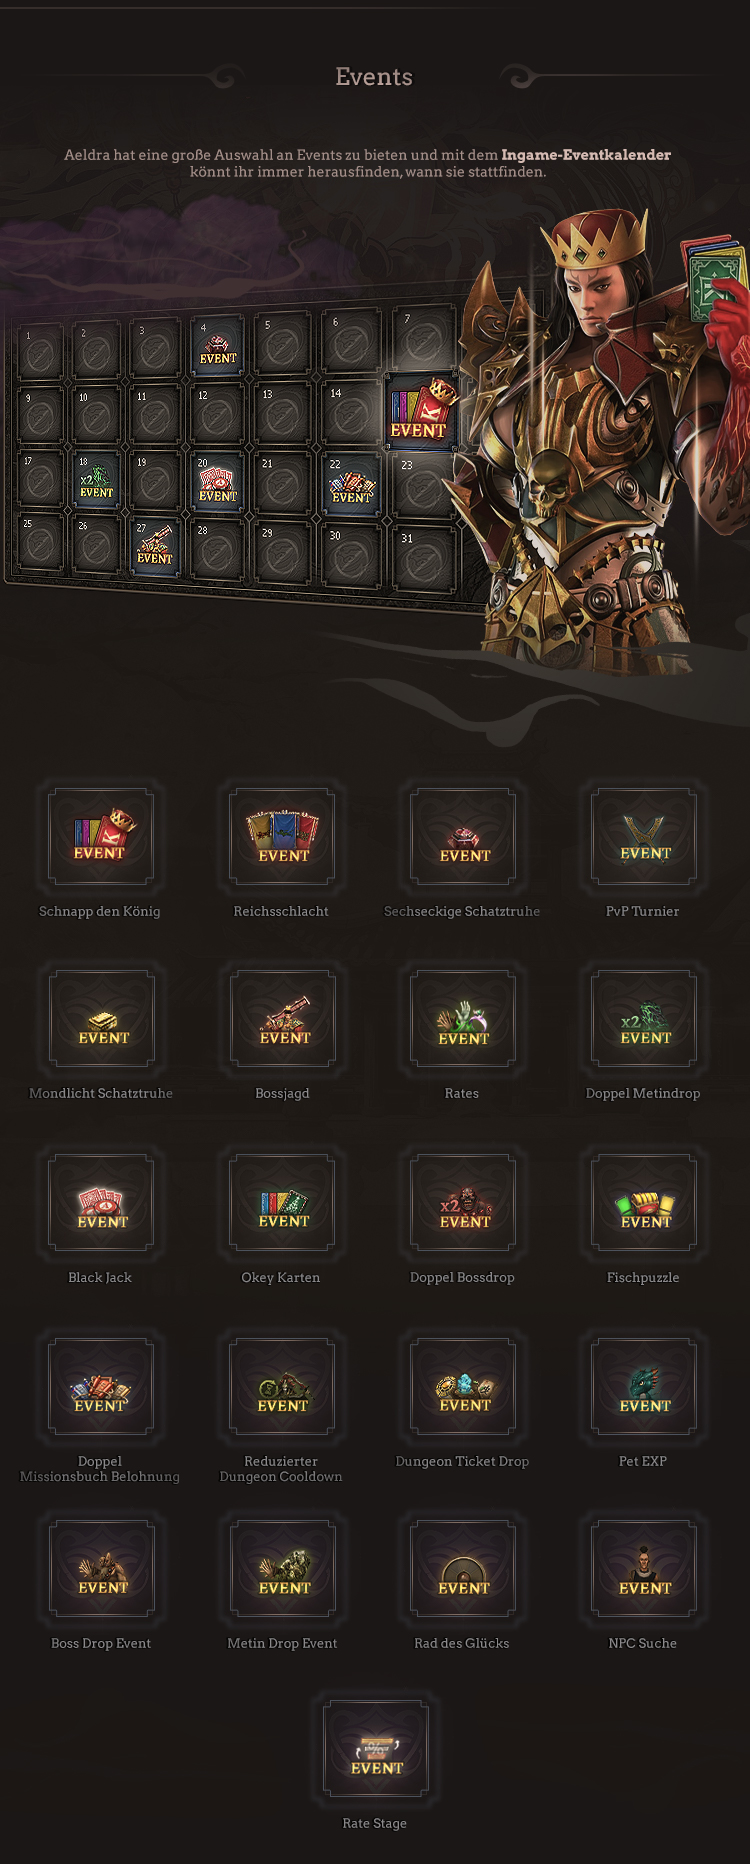 Events
Aeldra hat eine große Auswahl an Events zu bieten und mit dem Ingame-Eventkalender
könnt ihr immer herausfinden, wann sie stattfinden.
1 2 3 4 5 6 7
EVENT
9 10 11 12 13 14
K
EVENT
17 18 19 20 21 22 23
x2
EVENT EVENT EVENT
25 26 27 28 29 30 31
EVENT
K
EVENT EVENT EVENT EVENT
Schnapp den König Reichsschlacht Sechseckige Schatztruhe PvP Turnier
x2
EVENT EVENT EVENT EVENT
Mondlicht Schatztruhe Bossjagd Rates Doppel Metindrop
x2
EVENT EVENT EVENT EVENT
Black Jack Okey Karten Doppel Bossdrop Fischpuzzle
EVENT EVENT EVENT EVENT
Doppel Reduzierter Dungeon Ticket Drop Pet EXP
Missionsbuch Belohnung Dungeon Cooldown
EVENT EVENT EVENT EVENT
Boss Drop Event Metin Drop Event Rad des Glücks NPC Suche
EVENT
Rate Stage